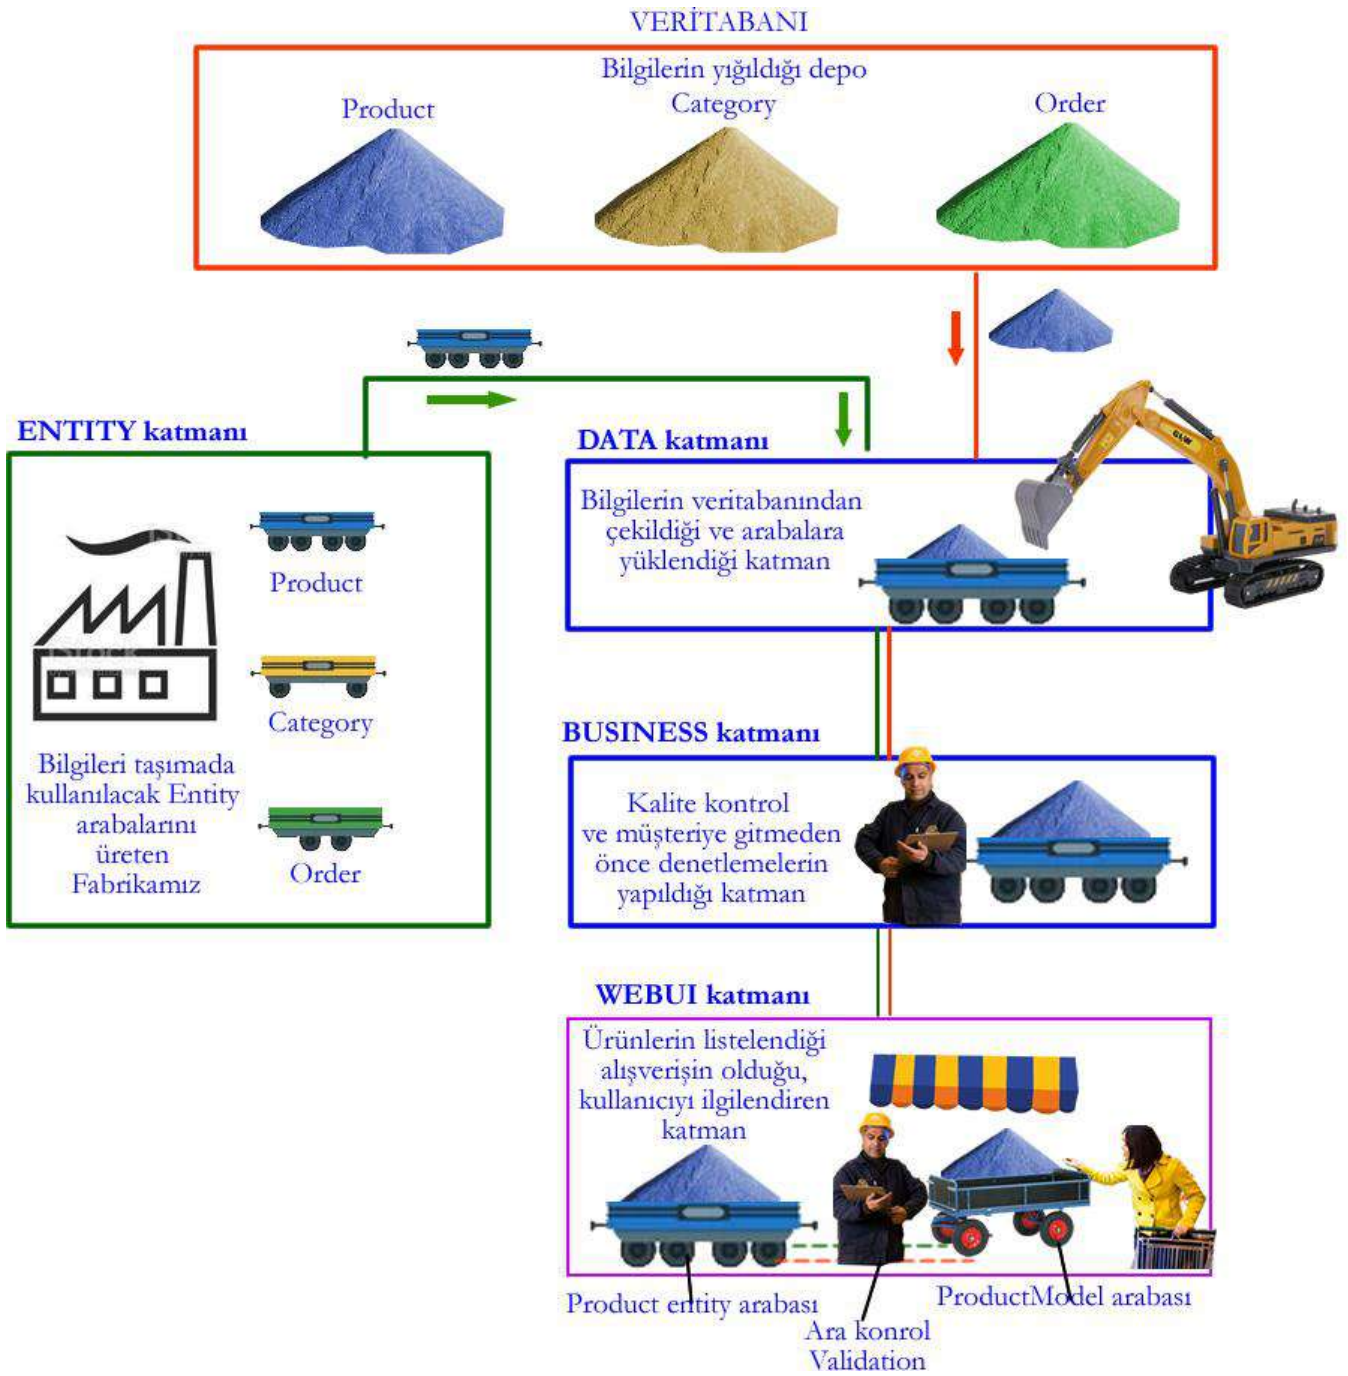 VERİTABANI
Bilgilerin yığıldığı depo
Product
Category
Order
ENTITY katmanı
Product
Category
Order
Bilgileri taşımada
kullanılacak Entity
arabalarını
üreten
Fabrikamız
DATA katmanı
Bilgilerin veritabanından
çekildiği ve arabalara
yüklendiği katman
BUSINESS katmanı
Kalite kontrol
ve müşteriye gitmeden
önce denetlemelerin
yapıldığı katman
WEBUI katmanı
Ürünlerin listelendiği
alışverişin olduğu,
kullanıcıyı ilgilendiren
katman
Product entity arabası
ProductModel arabası
Ara konrol
Validation